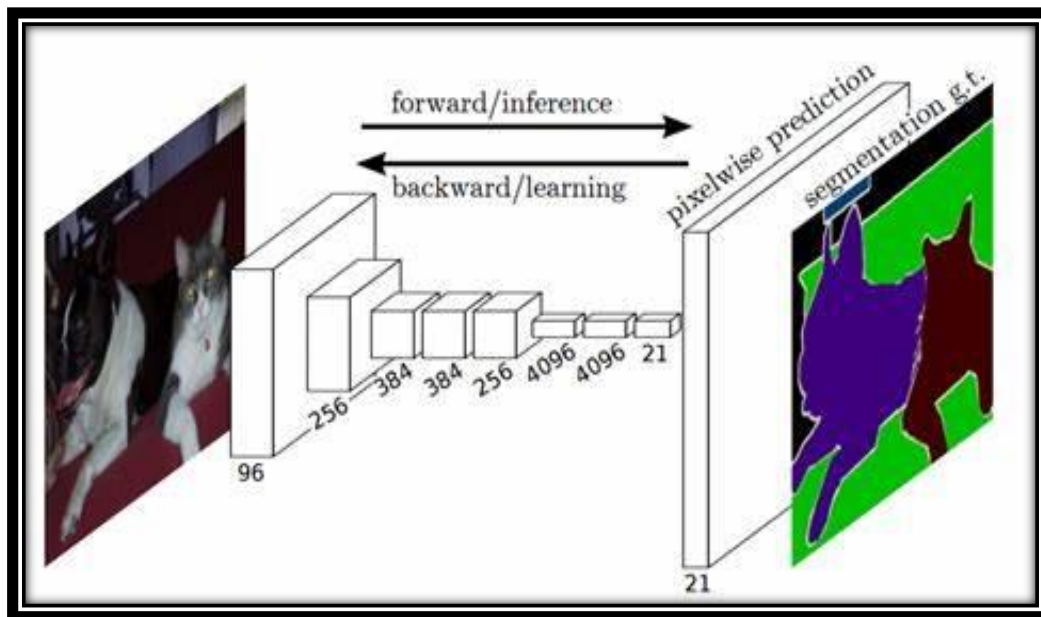 forward/inference
backward/learning
pixelwise prediction
segmentation g.t.
96
256
384
384
256
4096
4096
21
21